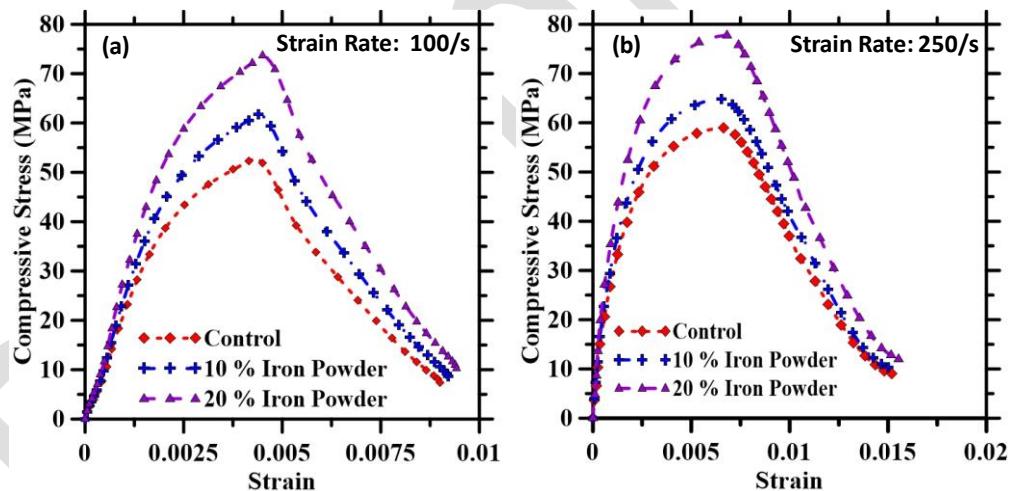 (a) Strain Rate: 100/s
Compressive Stress (MPa)
80
70
60
50
40
30
20
10
0
Control
10 % Iron Powder
20 % Iron Powder
0 0.0025 0.005 0.0075 0.01
Strain
(b) Strain Rate: 250/s
Compressive Stress (MPa)
80
70
60
50
40
30
20
10
0
Control
10 % Iron Powder
20 % Iron Powder
0 0.005 0.01 0.015 0.02
Strain